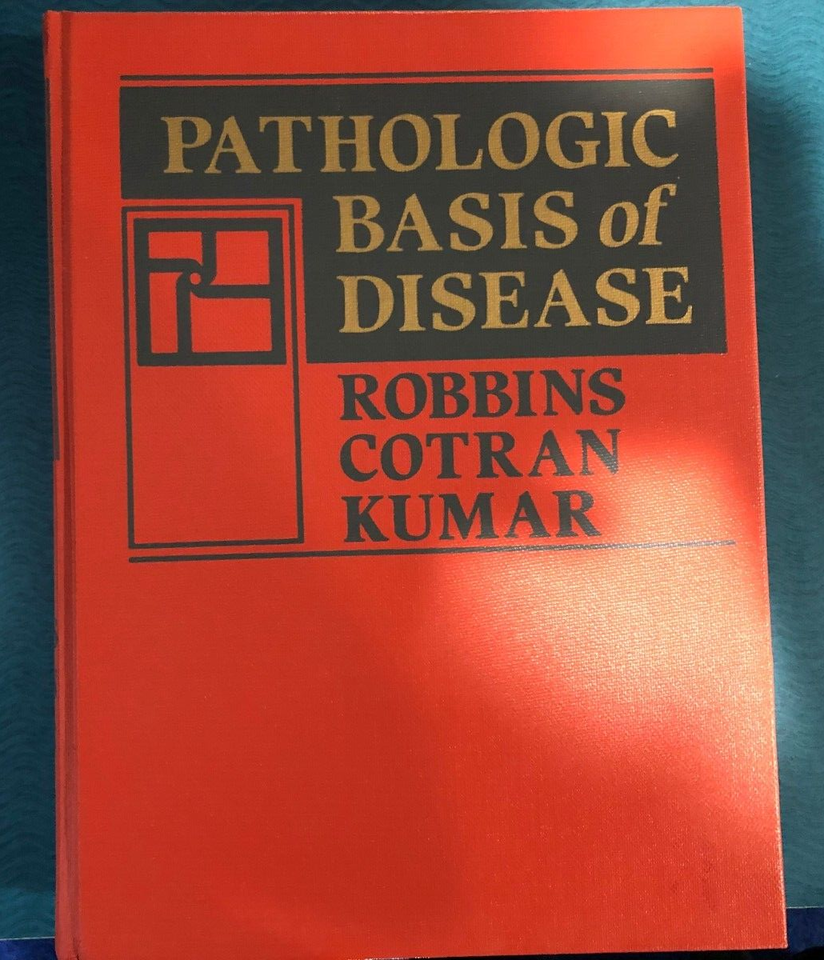 PATHOLOGIC
BASIS of
DISEASE
ROBBINS
COTRAN
KUMAR